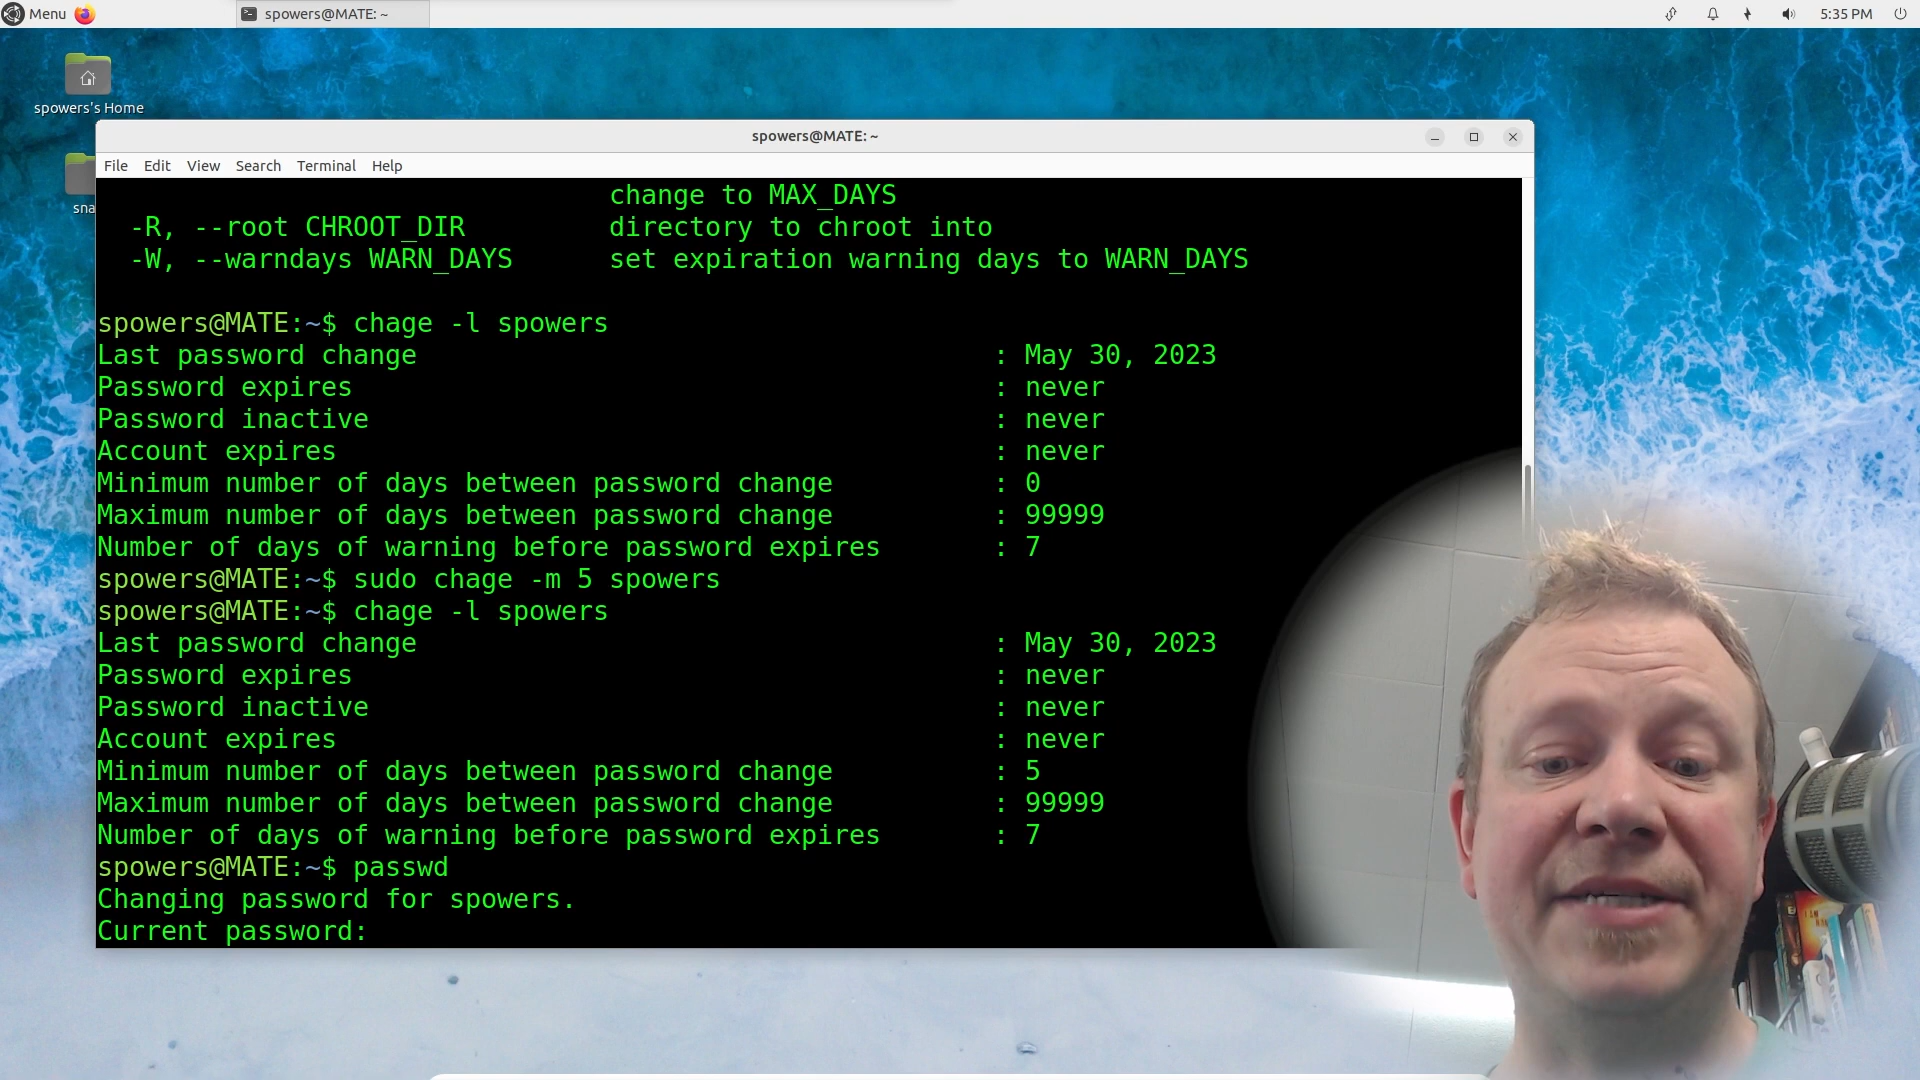 Menu
spowers@MATE: ~
5:35 PM
spowers's Home
sna
spowers@MATE: ~
File Edit View Search Terminal Help
change to MAX_DAYS
-R, --root CHROOT_DIR directory to chroot into
-W, --warndays WARN_DAYS set expiration warning days to WARN_DAYS
spowers@MATE:~$ chage -l spowers
Last password change : May 30, 2023
Password expires : never
Password inactive : never
Account expires : never
Minimum number of days between password change : 0
Maximum number of days between password change : 99999
Number of days of warning before password expires : 7
spowers@MATE:~$ sudo chage -m 5 spowers
spowers@MATE:~$ chage -l spowers
Last password change : May 30, 2023
Password expires : never
Password inactive : never
Account expires : never
Minimum number of days between password change : 5
Maximum number of days between password change : 99999
Number of days of warning before password expires : 7
spowers@MATE:~$ passwd
Changing password for spowers.
Current password: